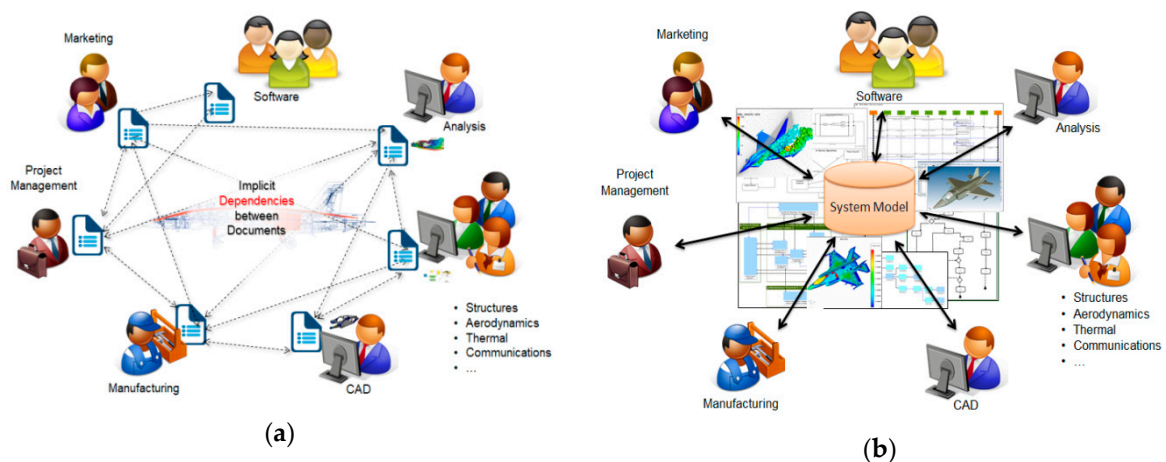 Marketing
Software
Analysis
Project
Management
Implicit
Dependencies
between
Documents
• Structures
• Aerodynamics
• Thermal
• Communications
• ...
Manufacturing
CAD
(a)
Marketing
Software
Analysis
Project
Management
System Model
• Structures
• Aerodynamics
• Thermal
• Communications
• ...
Manufacturing
CAD
(b)